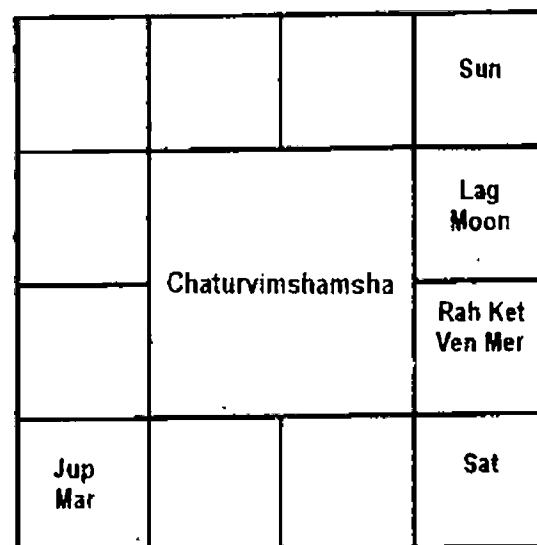 Sun
Lag
Moon
Chaturvimshamsha
Rah Ket
Ven Mer
Jup
Mar
Sat